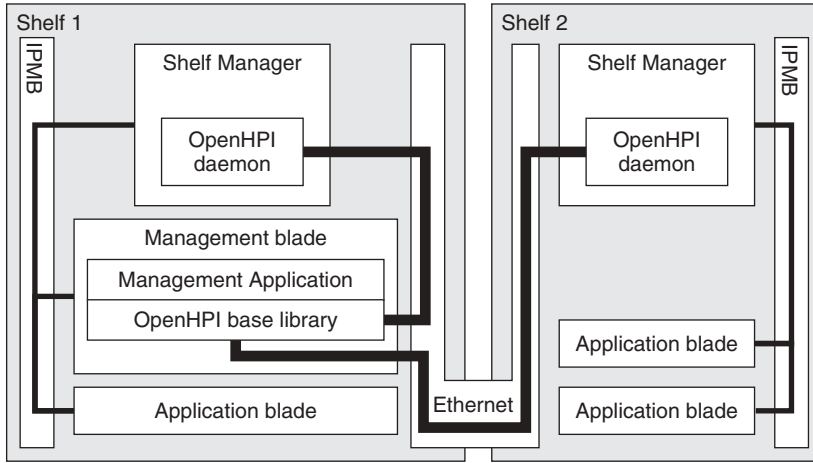 Shelf 1
IPMB
Shelf Manager
OpenHPI
daemon
Management blade
Management Application
OpenHPI base library
Application blade
Ethernet
Shelf 2
Shelf Manager
OpenHPI
daemon
IPMB
Application blade
Application blade